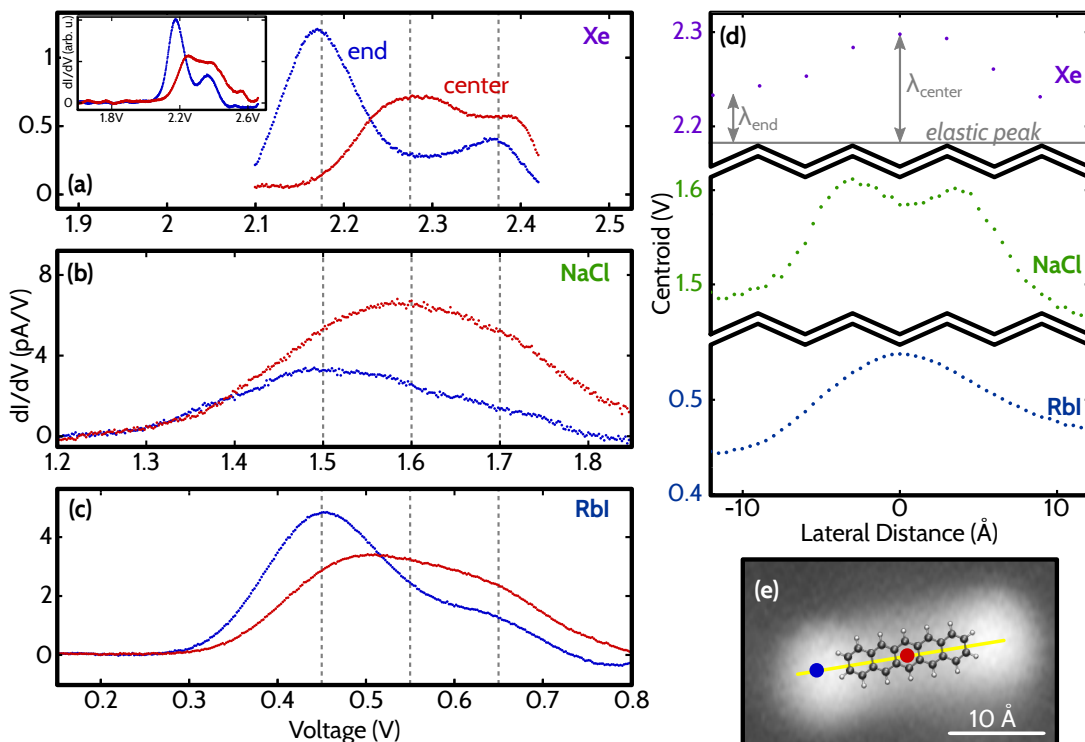 dI/dV (arb. u.)
0
1.8V 2.2V 2.6V
1
0.5
0
Xe
end
center
(a)
1.9 2 2.1 2.2 2.3 2.4 2.5
dI/dV (pA/V)
8
4
0
(b)
NaCl
1.2 1.3 1.4 1.5 1.6 1.7 1.8
4
2
0
(c)
RbI
0.2 0.3 0.4 0.5 0.6 0.7 0.8
Voltage (V)
Centroid (V)
2.3
2.2
1.6
1.5
0.5
0.4
(d)
Xe
λcenter
λend
elastic peak
NaCl
RbI
-10 0 10
Lateral Distance (Å)
(e)
10 Å